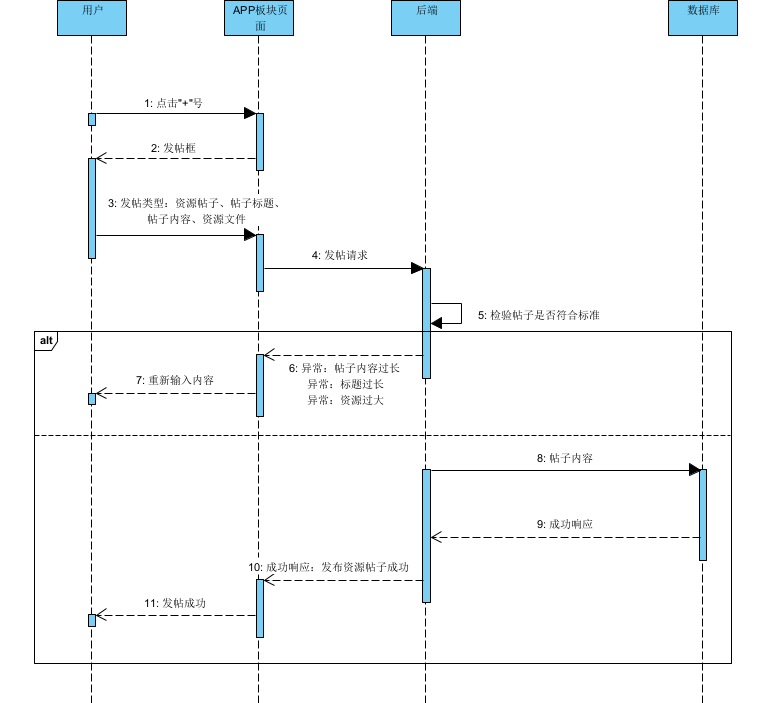 用户
APP板块页
面
后端
数据库
1: 点击"+"号
2: 发帖框
3: 发帖类型：资源帖子、帖子标题、
帖子内容、资源文件
4: 发帖请求
5: 检验帖子是否符合标准
alt
6: 异常：帖子内容过长
异常：标题过长
异常：资源过大
7: 重新输入内容
8: 帖子内容
9: 成功响应
10: 成功响应：发布资源帖子成功
11: 发帖成功